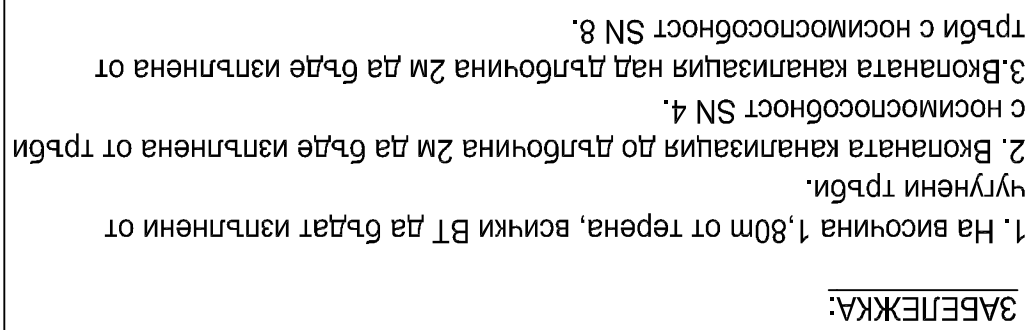 ЗАБЕЛЕЖКА:
1. На височина 1,80m от терена, всички ВТ да бъдат изпълнени от
чугунени тръби.
2. Вкопаната канализация до дълбочина 2м да бъде изпълнена от тръби
с носимоспособност SN 4.
3.Вкопаната канализация над дълбочина 2м да бъде изпълнена от
тръби с носимоспособност SN 8.